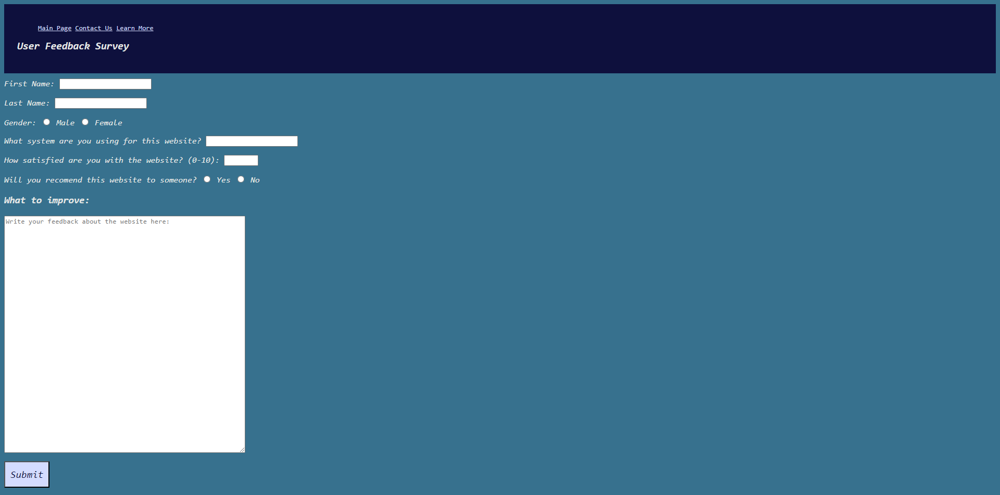 Main Page Contact Us Learn More
User Feedback Survey
First Name:
Last Name:
Gender: Male Female
What system are you using for this website?
How satisfied are you with the website? (0-10):
Will you recomend this website to someone? Yes No
What to improve:
Write your feedback about the website here:
Submit